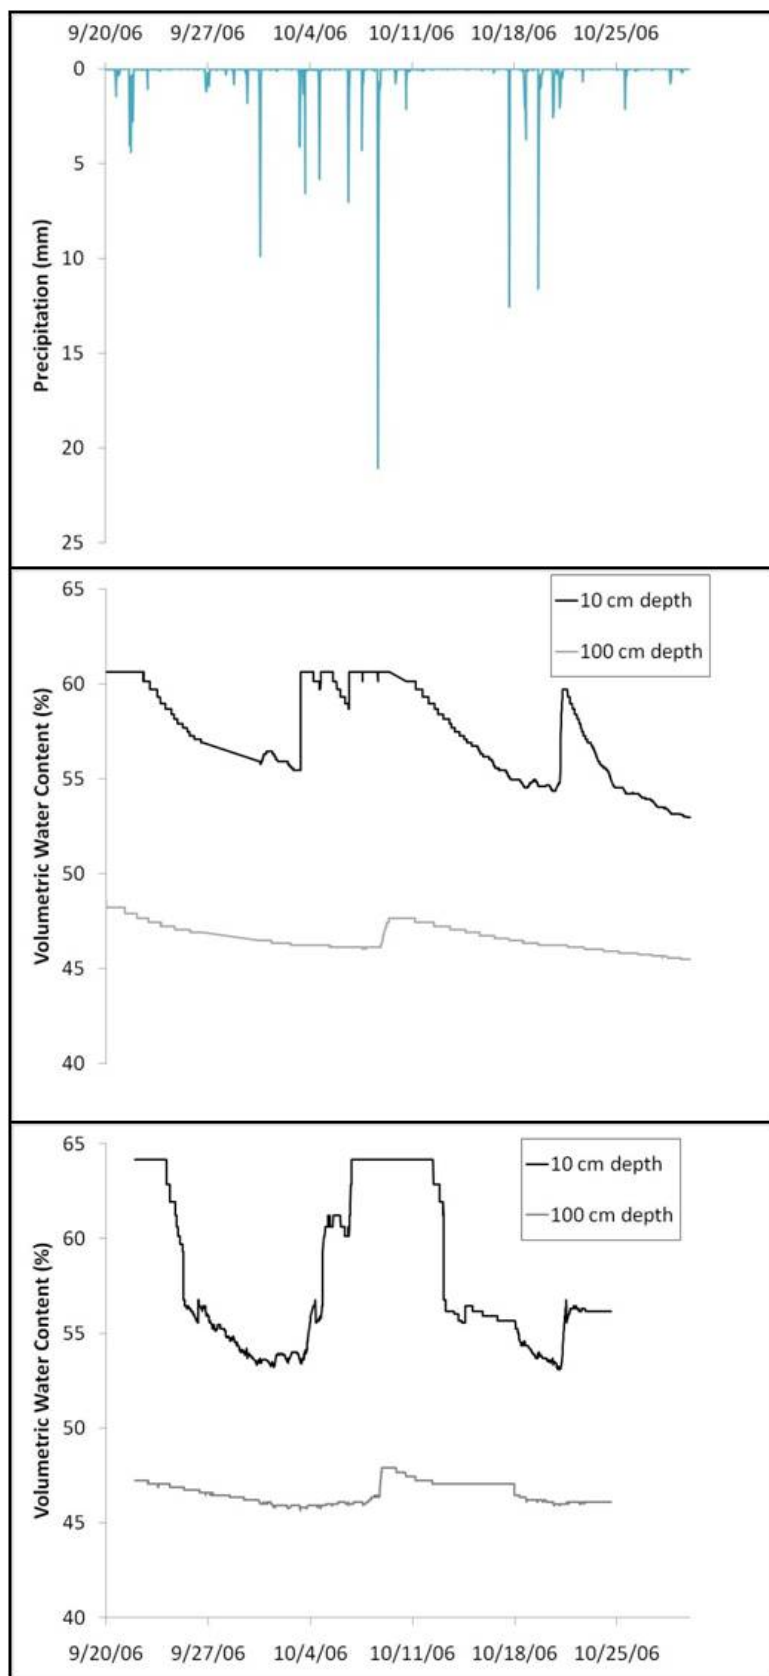 9/20/06 9/27/06 10/4/06 10/11/06 10/18/06 10/25/06
0
5
10
15
20
25
Precipitation (mm)
65
60
55
50
45
40
Volumetric Water Content (%)
10 cm depth
100 cm depth
65
60
55
50
45
40
Volumetric Water Content (%)
10 cm depth
100 cm depth
9/20/06 9/27/06 10/4/06 10/11/06 10/18/06 10/25/06